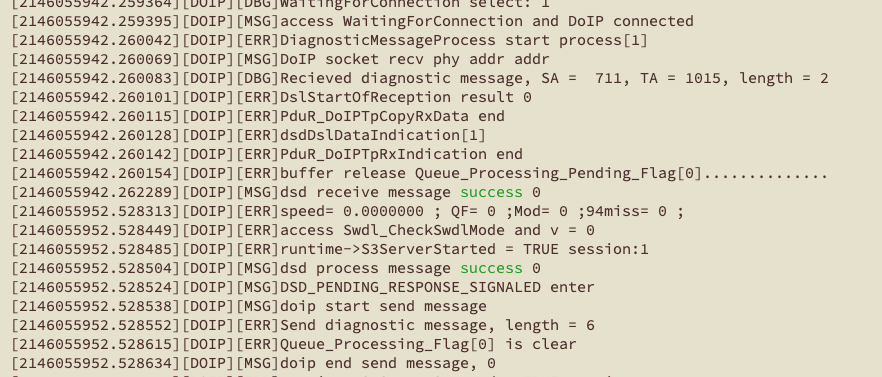 [2146055942.259364][DOIP][DBG]WaitingForConnection select: 1
[2146055942.259395][DOIP][MSG]access WaitingForConnection and DoIP connected
[2146055942.260042][DOIP][ERR]DiagnosticMessageProcess start process[1]
[2146055942.260069][DOIP][MSG]DoIP socket recv phy addr addr
[2146055942.260083][DOIP][DBG]Recieved diagnostic message, SA =  711, TA = 1015, length = 2
[2146055942.260101][DOIP][ERR]DslStartOfReception result 0
[2146055942.260115][DOIP][ERR]PduR_DoIPTpCopyRxData end
[2146055942.260128][DOIP][ERR]dsdDslDataIndication[1]
[2146055942.260142][DOIP][ERR]PduR_DoIPTpRxIndication end
[2146055942.260154][DOIP][ERR]buffer release Queue_Processing_Pending_Flag[0]..............
[2146055942.262289][DOIP][MSG]dsd receive message success 0
[2146055952.528313][DOIP][ERR]speed= 0.0000000 ; QF= 0 ;Mod= 0 ;94miss= 0 ;
[2146055952.528449][DOIP][ERR]access Swdl_CheckSwdlMode and v = 0
[2146055952.528485][DOIP][ERR]runtime->S3ServerStarted = TRUE session:1
[2146055952.528504][DOIP][MSG]dsd process message success 0
[2146055952.528524][DOIP][MSG]DSD_PENDING_RESPONSE_SIGNALED enter
[2146055952.528538][DOIP][MSG]doip start send message
[2146055952.528552][DOIP][ERR]Send diagnostic message, length = 6
[2146055952.528615][DOIP][ERR]Queue_Processing_Flag[0] is clear
[2146055952.528634][DOIP][MSG]doip end send message, 0